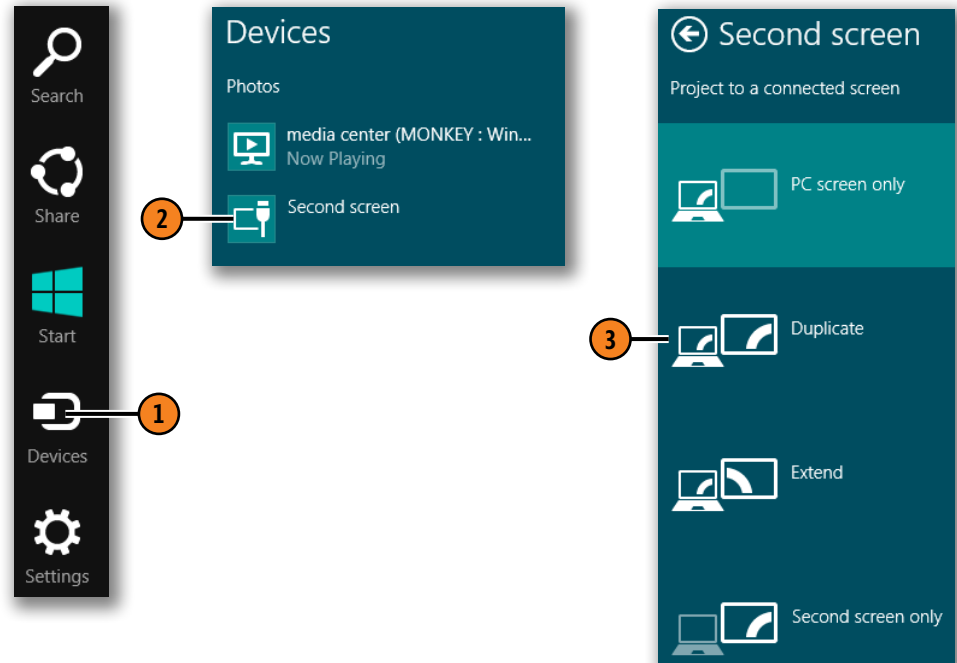 Search
Share
Start
Devices
Settings
1
Devices
Photos
media center (MONKEY : Win...
Now Playing
Second screen
2
Second screen
Project to a connected screen
PC screen only
Duplicate
3
Extend
Second screen only